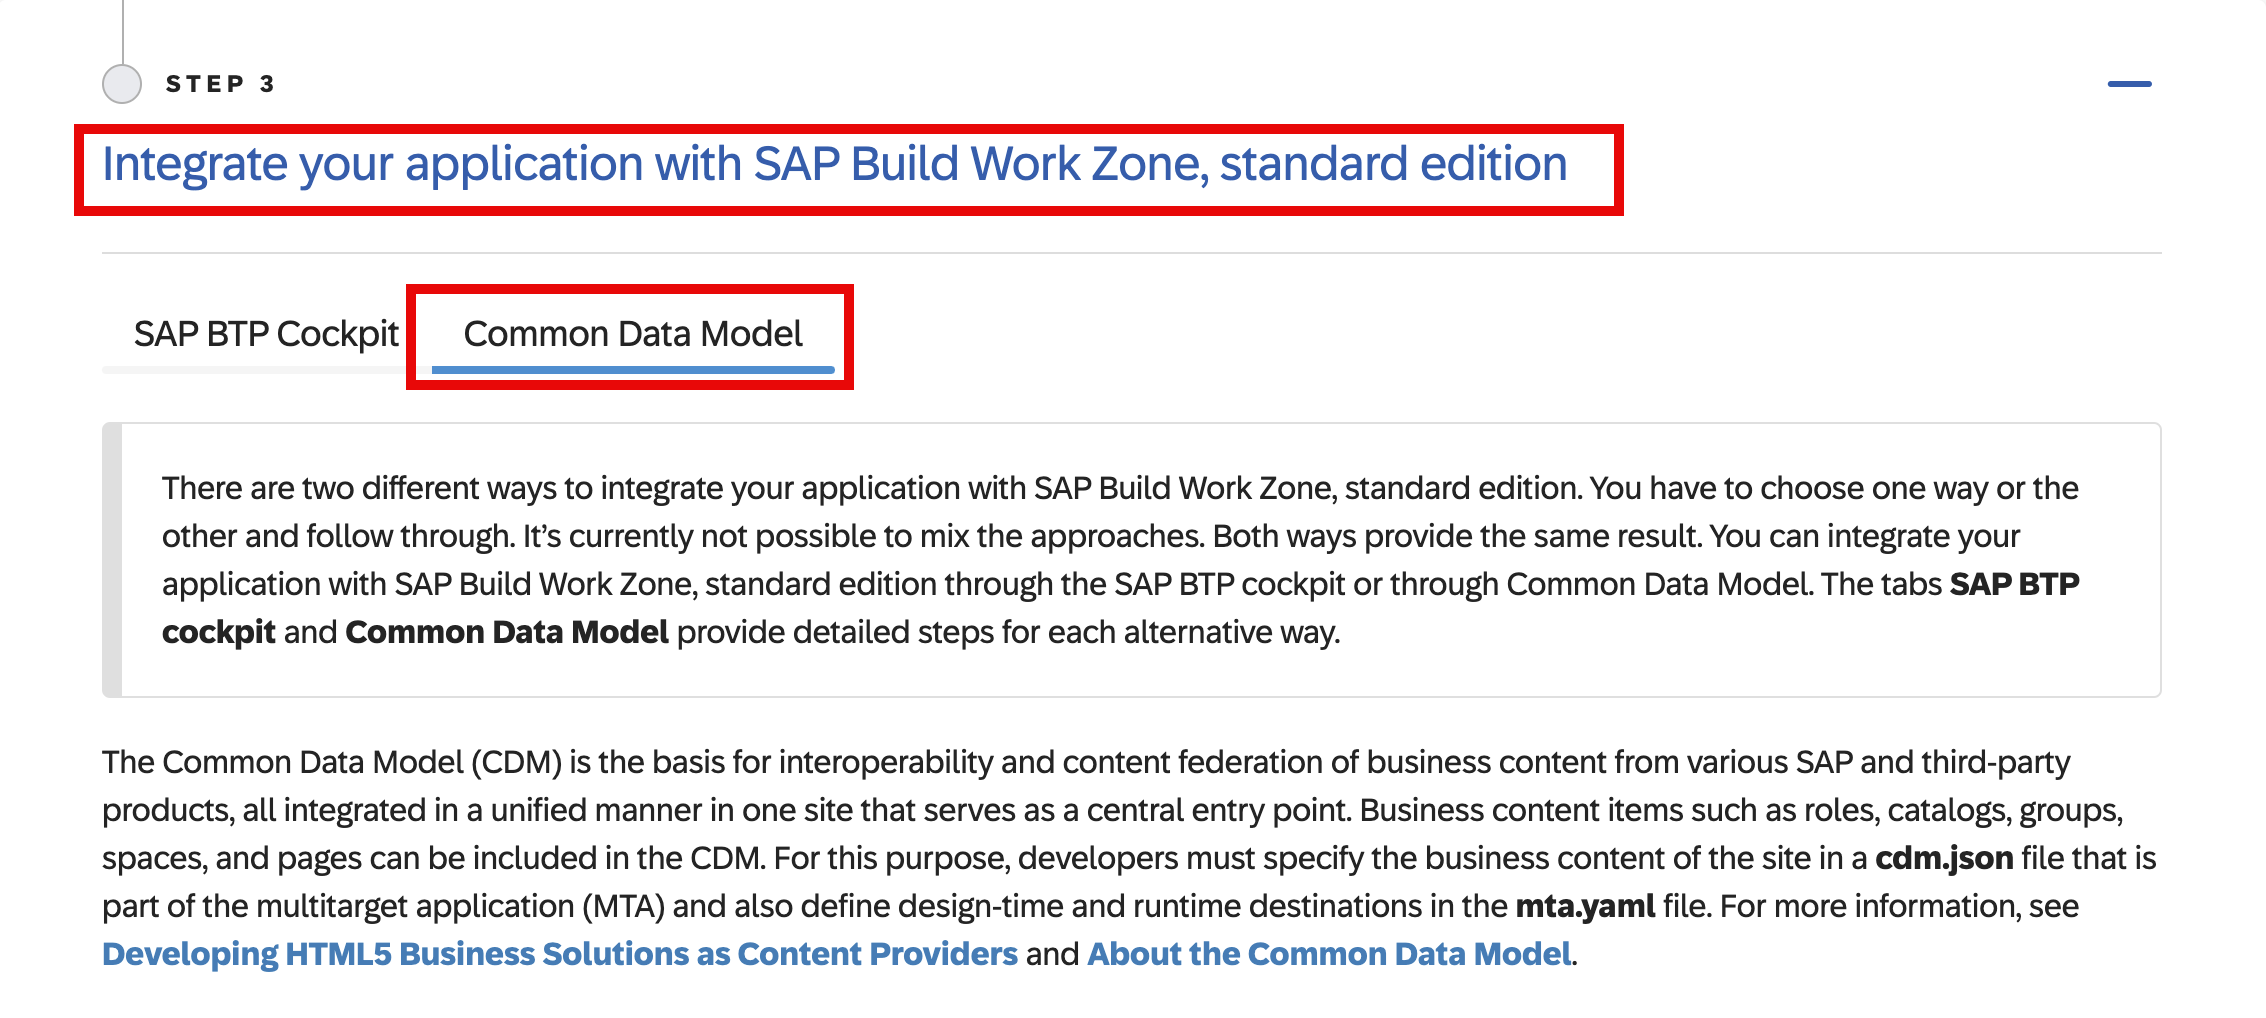 STEP 3
Integrate your application with SAP Build Work Zone, standard edition
SAP BTP Cockpit
Common Data Model
There are two different ways to integrate your application with SAP Build Work Zone, standard edition. You have to choose one way or the
other and follow through. It’s currently not possible to mix the approaches. Both ways provide the same result. You can integrate your
application with SAP Build Work Zone, standard edition through the SAP BTP cockpit or through Common Data Model. The tabs SAP BTP
cockpit and Common Data Model provide detailed steps for each alternative way.
The Common Data Model (CDM) is the basis for interoperability and content federation of business content from various SAP and third-party
products, all integrated in a unified manner in one site that serves as a central entry point. Business content items such as roles, catalogs, groups,
spaces, and pages can be included in the CDM. For this purpose, developers must specify the business content of the site in a cdm.json file that is
part of the multitarget application (MTA) and also define design-time and runtime destinations in the mta.yaml file. For more information, see
Developing HTML5 Business Solutions as Content Providers and About the Common Data Model.